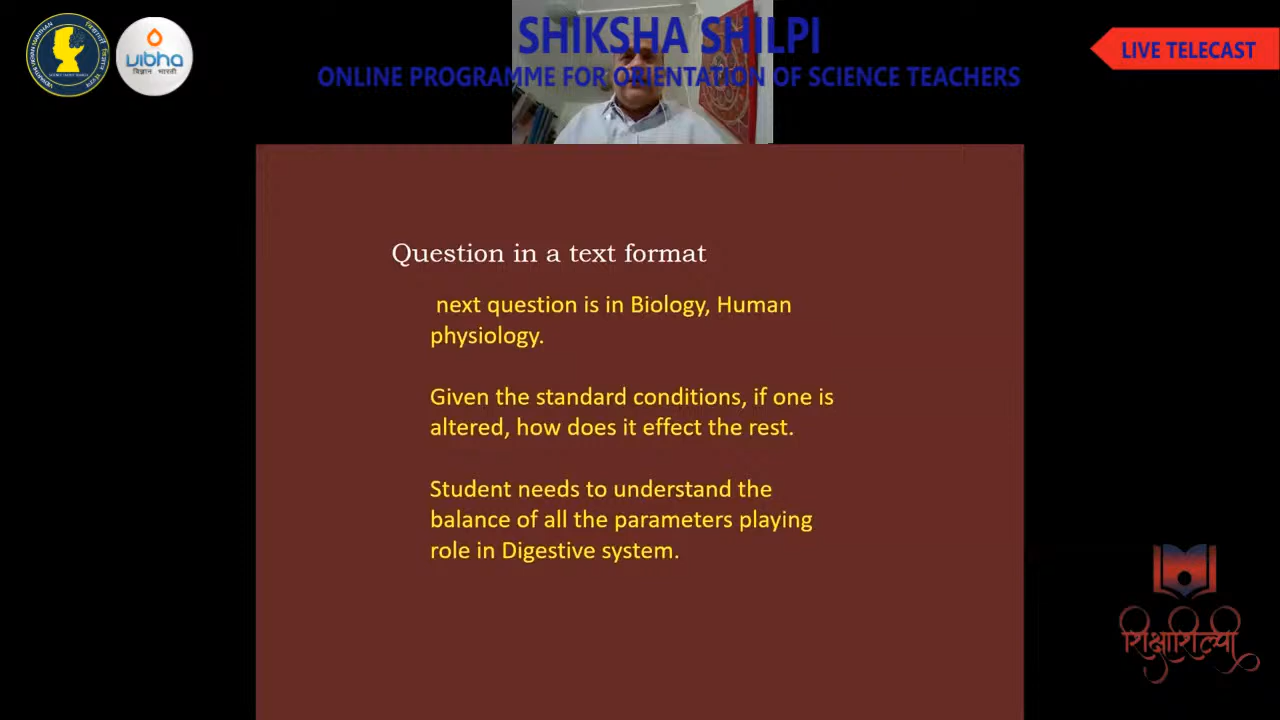 SHIKSHA SHILPI
ONLINE PROGRAMME FOR ORIENTATION OF SCIENCE TEACHERS
LIVE TELECAST
vibha
विज्ञान भारती
Question in a text format
next question is in Biology, Human
physiology.
Given the standard conditions, if one is
altered, how does it effect the rest.
Student needs to understand the
balance of all the parameters playing
role in Digestive system.
शिक्षाशिल्पी